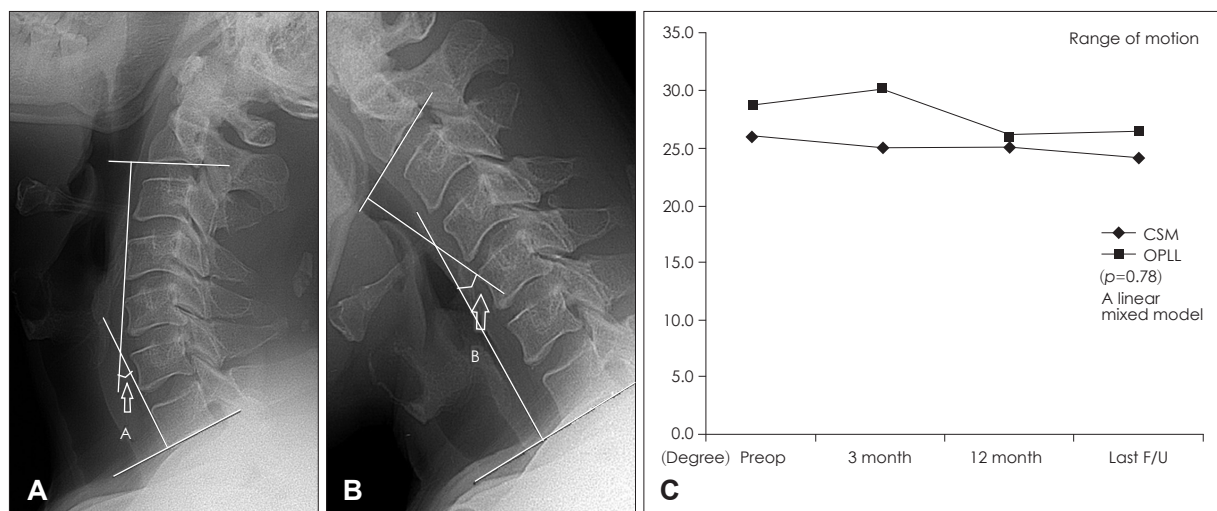 A
A
B
B
35.0
30.0
25.0
20.0
15.0
10.0
5.0
0.0
Range of motion
CSM
OPLL
(p=0.78)
A linear
mixed model
(Degree) Preop 3 month 12 month Last F/U
C